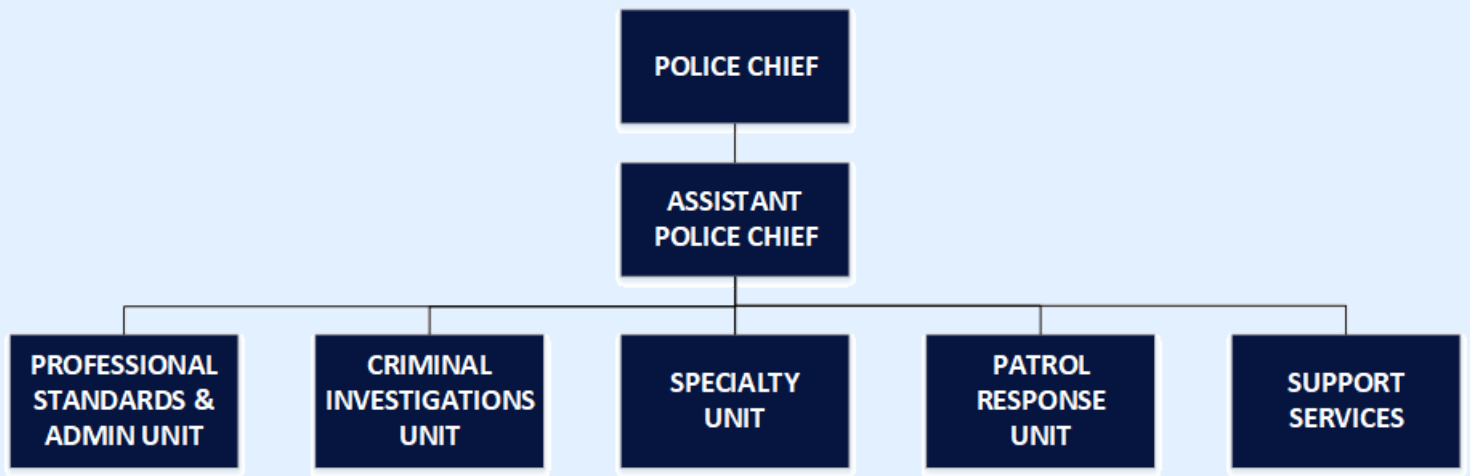 POLICE CHIEF
ASSISTANT
POLICE CHIEF
PROFESSIONAL
STANDARDS &
ADMIN UNIT
CRIMINAL
INVESTIGATIONS
UNIT
SPECIALTY
UNIT
PATROL
RESPONSE
UNIT
SUPPORT
SERVICES